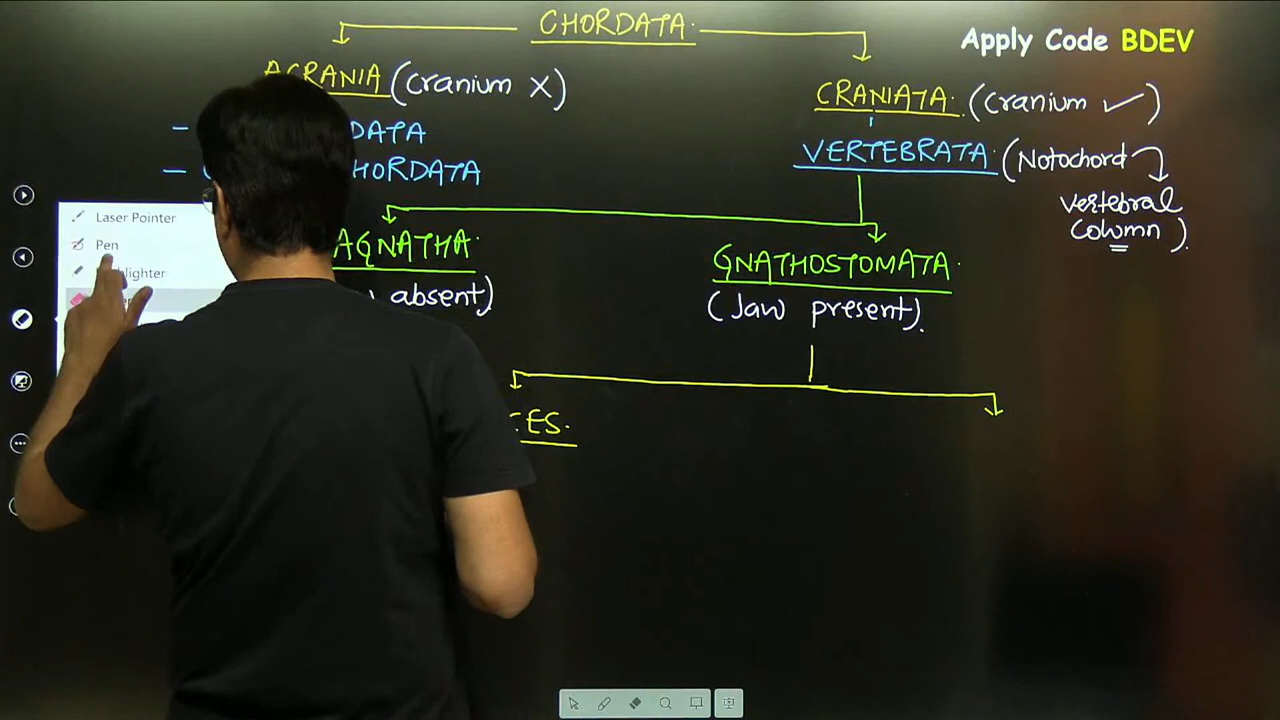 CHORDATA
Apply Code BDEV
ACRANIA (Cranium X)
CRANIATA (Cranium ✓)
- DATA
VERTEBRATA (Notochord
- HORDATA
vertebral
column).
Laser Pointer
Pen
AGNATHA
GNATHOSTOMATA
absent)
(Jaw present).
CES.